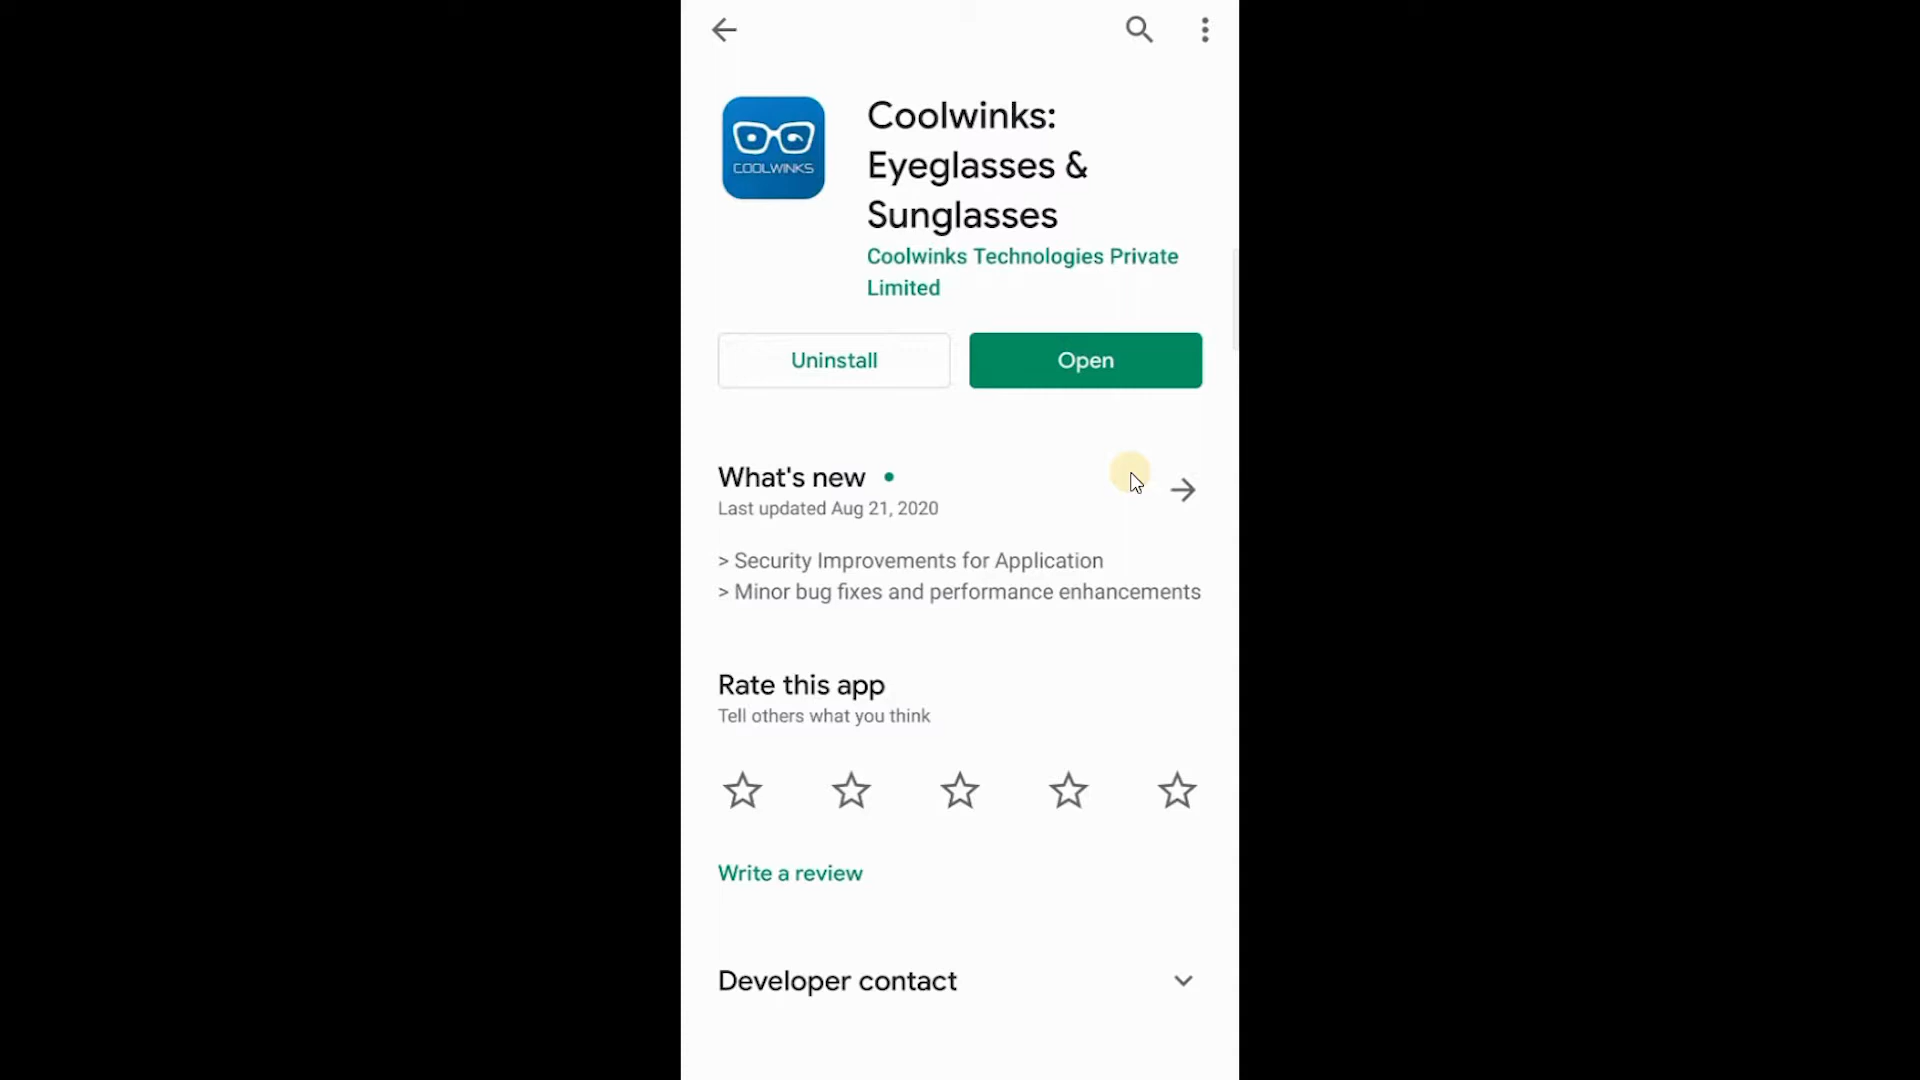 COOLWINKS
Coolwinks:
Eyeglasses &
Sunglasses
Coolwinks Technologies Private
Limited
Uninstall
Open
What's new
Last updated Aug 21, 2020
> Security Improvements for Application
> Minor bug fixes and performance enhancements
Rate this app
Tell others what you think
Write a review
Developer contact